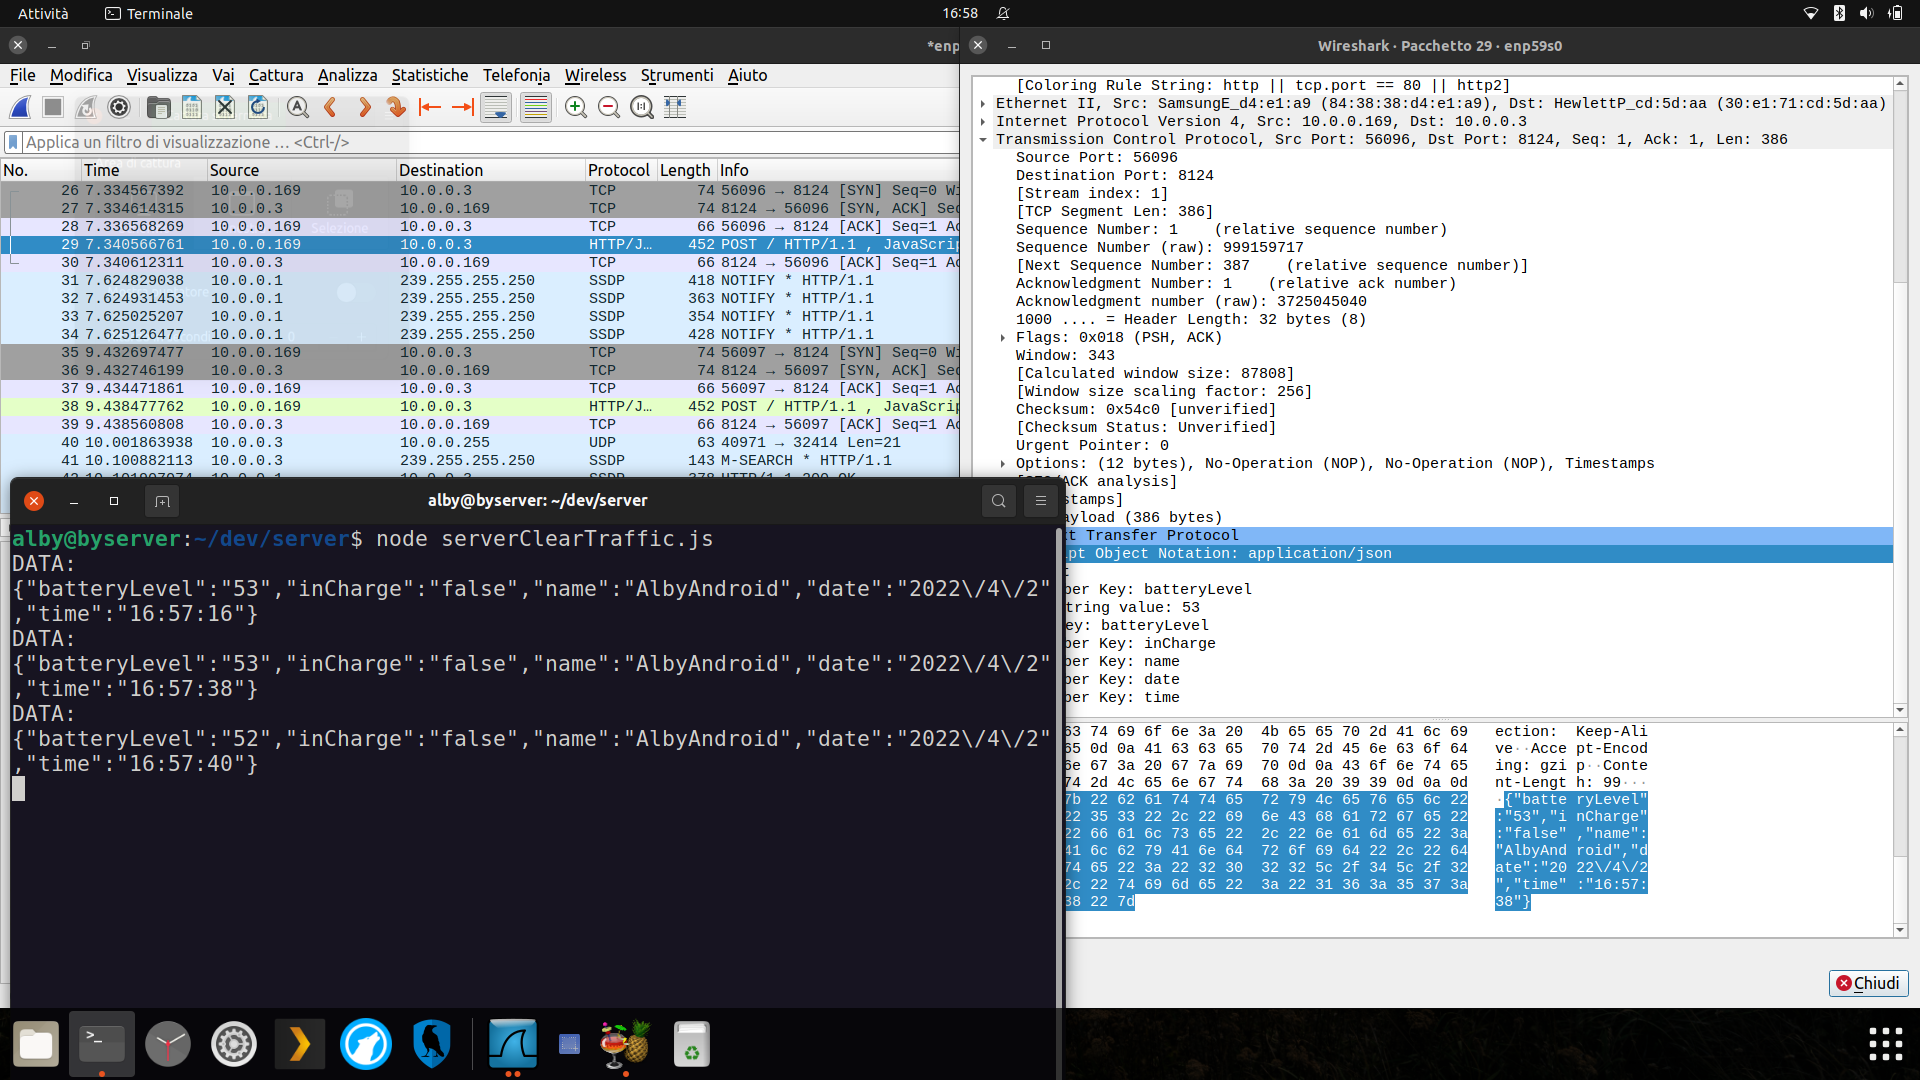 Attività
Terminale
16:58
*enp
File Modifica Visualizza Vai Cattura Analizza Statistiche Telefonia Wireless Strumenti Aiuto
Applica un filtro di visualizzazione … <Ctrl-/>
No. Time Source Destination Protocol Length Info
26 7.334567392 10.0.0.169 10.0.0.3 TCP 74 56096 → 8124 [SYN] Seq=0 Wi
27 7.334614315 10.0.0.3 10.0.0.169 TCP 74 8124 → 56096 [SYN, ACK] Sec
28 7.336568269 10.0.0.169 10.0.0.3 TCP 66 56096 → 8124 [ACK] Seq=1 Ac
29 7.340566761 10.0.0.169 10.0.0.3 HTTP/J… 452 POST / HTTP/1.1 , JavaScrip
30 7.340612311 10.0.0.3 10.0.0.169 TCP 66 8124 → 56096 [ACK] Seq=1 Ac
31 7.624829038 10.0.0.1 239.255.255.250 SSDP 418 NOTIFY * HTTP/1.1
32 7.624931453 10.0.0.1 239.255.255.250 SSDP 363 NOTIFY * HTTP/1.1
33 7.625025207 10.0.0.1 239.255.255.250 SSDP 354 NOTIFY * HTTP/1.1
34 7.625126477 10.0.0.1 239.255.255.250 SSDP 428 NOTIFY * HTTP/1.1
35 9.432697477 10.0.0.169 10.0.0.3 TCP 74 56097 → 8124 [SYN] Seq=0 Wi
36 9.432746199 10.0.0.3 10.0.0.169 TCP 74 8124 → 56097 [SYN, ACK] Sec
37 9.434471861 10.0.0.169 10.0.0.3 TCP 66 56097 → 8124 [ACK] Seq=1 Ac
38 9.438477762 10.0.0.169 10.0.0.3 HTTP/J… 452 POST / HTTP/1.1 , JavaScrip
39 9.438560808 10.0.0.3 10.0.0.169 TCP 66 8124 → 56097 [ACK] Seq=1 Ac
40 10.001863938 10.0.0.3 10.0.0.255 UDP 63 40971 → 32414 Len=21
41 10.100882113 10.0.0.3 239.255.255.250 SSDP 143 M-SEARCH * HTTP/1.1
alby@byserver: ~/dev/server
alby@byserver:~/dev/server$ node serverClearTraffic.js
DATA:
{"batteryLevel":"53","inCharge":"false","name":"AlbyAndroid","date":"2022\/4\/2"
,"time":"16:57:16"}
DATA:
{"batteryLevel":"53","inCharge":"false","name":"AlbyAndroid","date":"2022\/4\/2"
,"time":"16:57:38"}
DATA:
{"batteryLevel":"52","inCharge":"false","name":"AlbyAndroid","date":"2022\/4\/2"
,"time":"16:57:40"}
Wireshark · Pacchetto 29 · enp59s0
[Coloring Rule String: http || tcp.port == 80 || http2]
Ethernet II, Src: SamsungE_d4:e1:a9 (84:38:38:d4:e1:a9), Dst: HewlettP_cd:5d:aa (30:e1:71:cd:5d:aa)
Internet Protocol Version 4, Src: 10.0.0.169, Dst: 10.0.0.3
Transmission Control Protocol, Src Port: 56096, Dst Port: 8124, Seq: 1, Ack: 1, Len: 386
Source Port: 56096
Destination Port: 8124
[Stream index: 1]
[TCP Segment Len: 386]
Sequence Number: 1 (relative sequence number)
Sequence Number (raw): 999159717
[Next Sequence Number: 387 (relative sequence number)]
Acknowledgment Number: 1 (relative ack number)
Acknowledgment number (raw): 3725045040
1000 .... = Header Length: 32 bytes (8)
Flags: 0x018 (PSH, ACK)
Window: 343
[Calculated window size: 87808]
[Window size scaling factor: 256]
Checksum: 0x54c0 [unverified]
[Checksum Status: Unverified]
Urgent Pointer: 0
Options: (12 bytes), No-Operation (NOP), No-Operation (NOP), Timestamps
/ACK analysis]
stamps]
ayload (386 bytes)
xt Transfer Protocol
ipt Object Notation: application/json
t
ber Key: batteryLevel
tring value: 53
ey: batteryLevel
ber Key: inCharge
ber Key: name
ber Key: date
ber Key: time
63 74 69 6f 6e 3a 20 4b 65 65 70 2d 41 6c 69 ection: Keep-Ali
65 0d 0a 41 63 63 65 70 74 2d 45 6e 63 6f 64 ve··Acce pt-Encod
6e 67 3a 20 67 7a 69 70 0d 0a 43 6f 6e 74 65 ing: gzi p··Conte
74 2d 4c 65 6e 67 74 68 3a 20 39 39 0d 0a 0d nt-Lengt h: 99···
7b 22 62 61 74 74 65 72 79 4c 65 76 65 6c 22 ·{"batte ryLevel"
22 35 33 22 2c 22 69 6e 43 68 61 72 67 65 22 :"53","i nCharge"
22 66 61 6c 73 65 22 2c 22 6e 61 6d 65 22 3a :"false" ,"name":
41 6c 62 79 41 6e 64 72 6f 69 64 22 2c 22 64 "AlbyAnd roid","d
74 65 22 3a 22 32 30 32 32 5c 2f 34 5c 2f 32 ate":"20 22\/4\/2
2c 22 74 69 6d 65 22 3a 22 31 36 3a 35 37 3a ","time" :"16:57:
38 22 7d 38"}
Chiudi